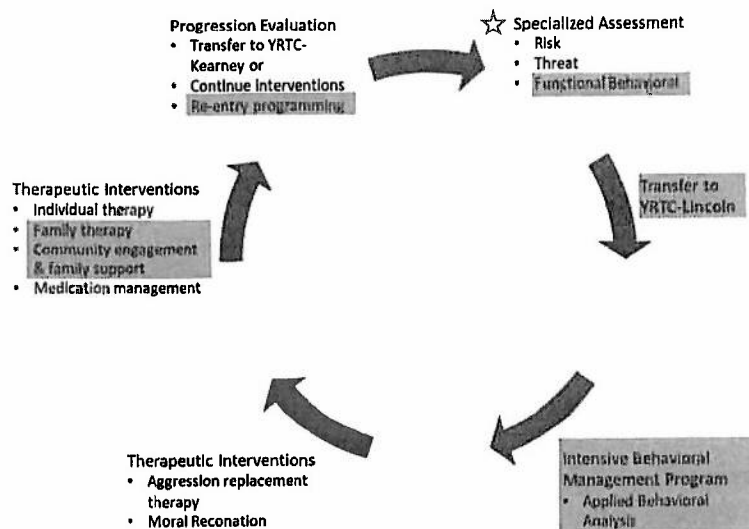 Progression Evaluation
• Transfer to YRTC-
Kearney or
• Continue Interventions
• Re-entry programming
Specialized Assessment
• Risk
• Threat
• Functional Behavioral
Transfer to
YRTC-Lincoln
Intensive Behavioral
Management Program
• Applied Behavioral
Analysis
Therapeutic Interventions
• Aggression replacement
therapy
• Moral Reconation
Therapeutic Interventions
• Individual therapy
• Family therapy
• Community engagement
& family support
• Medication management